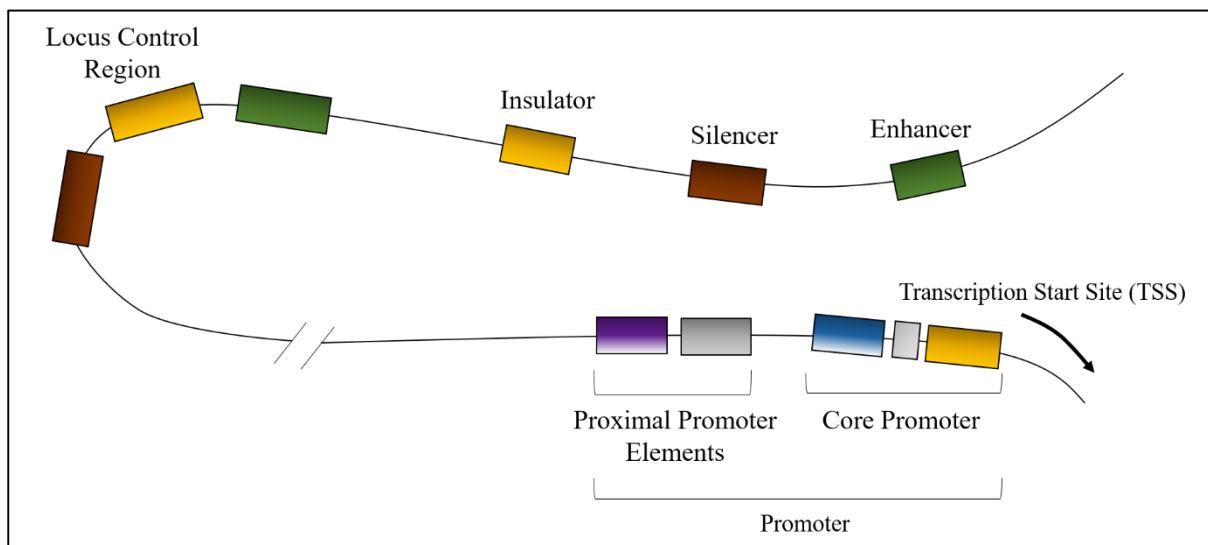 Locus Control
Region
Insulator
Silencer
Enhancer
Transcription Start Site (TSS)
Proximal Promoter
Elements
Core Promoter
Promoter